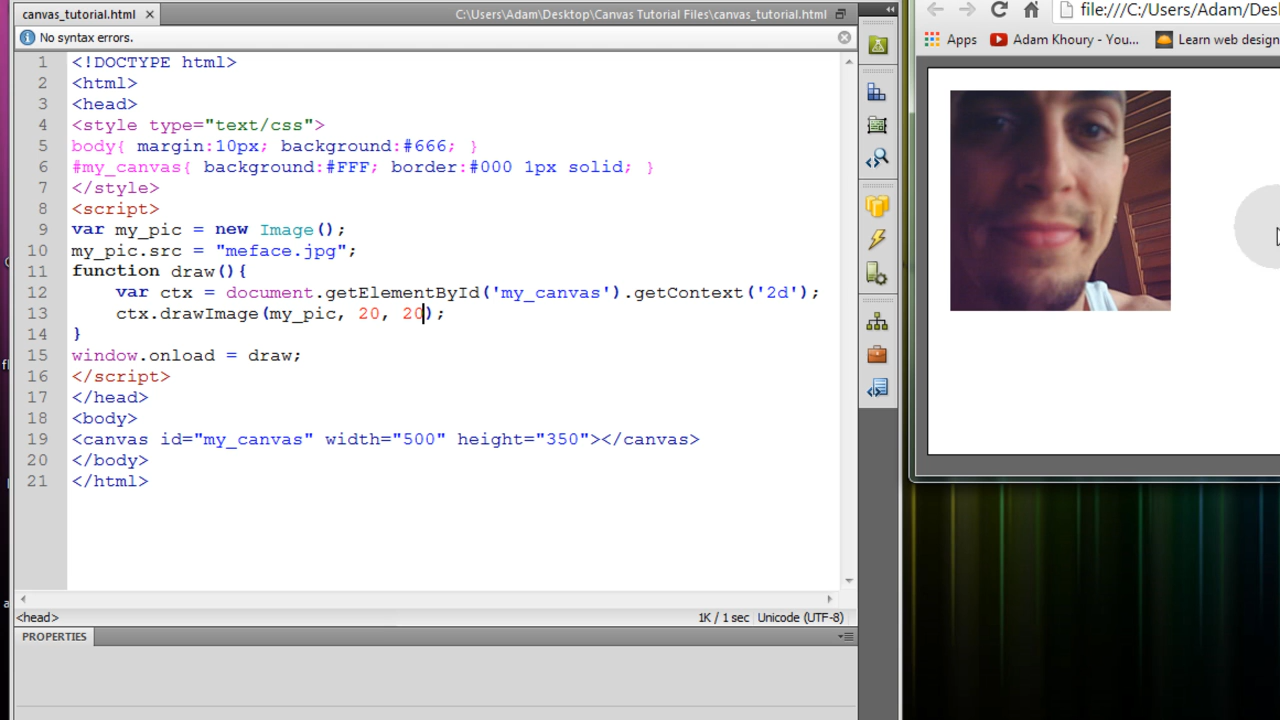 canvas_tutorial.html
C:\Users\Adam\Desktop\Canvas Tutorial Files\canvas_tutorial.html
No syntax errors.
1 <!DOCTYPE html>
2 <html>
3 <head>
4 <style type="text/css">
5 body{ margin:10px; background:#666; }
6 #my_canvas{ background:#FFF; border:#000 1px solid; }
7 </style>
8 <script>
9 var my_pic = new Image();
10 my_pic.src = "meface.jpg";
11 function draw(){
12 var ctx = document.getElementById('my_canvas').getContext('2d');
13 ctx.drawImage(my_pic, 20, 20);
14 }
15 window.onload = draw;
16 </script>
17 </head>
18 <body>
19 <canvas id="my_canvas" width="500" height="350"></canvas>
20 </body>
21 </html>
<head>
1K / 1 sec Unicode (UTF-8)
PROPERTIES
file:///C:/Users/Adam/Des
Apps Adam Khoury - You... Learn web design